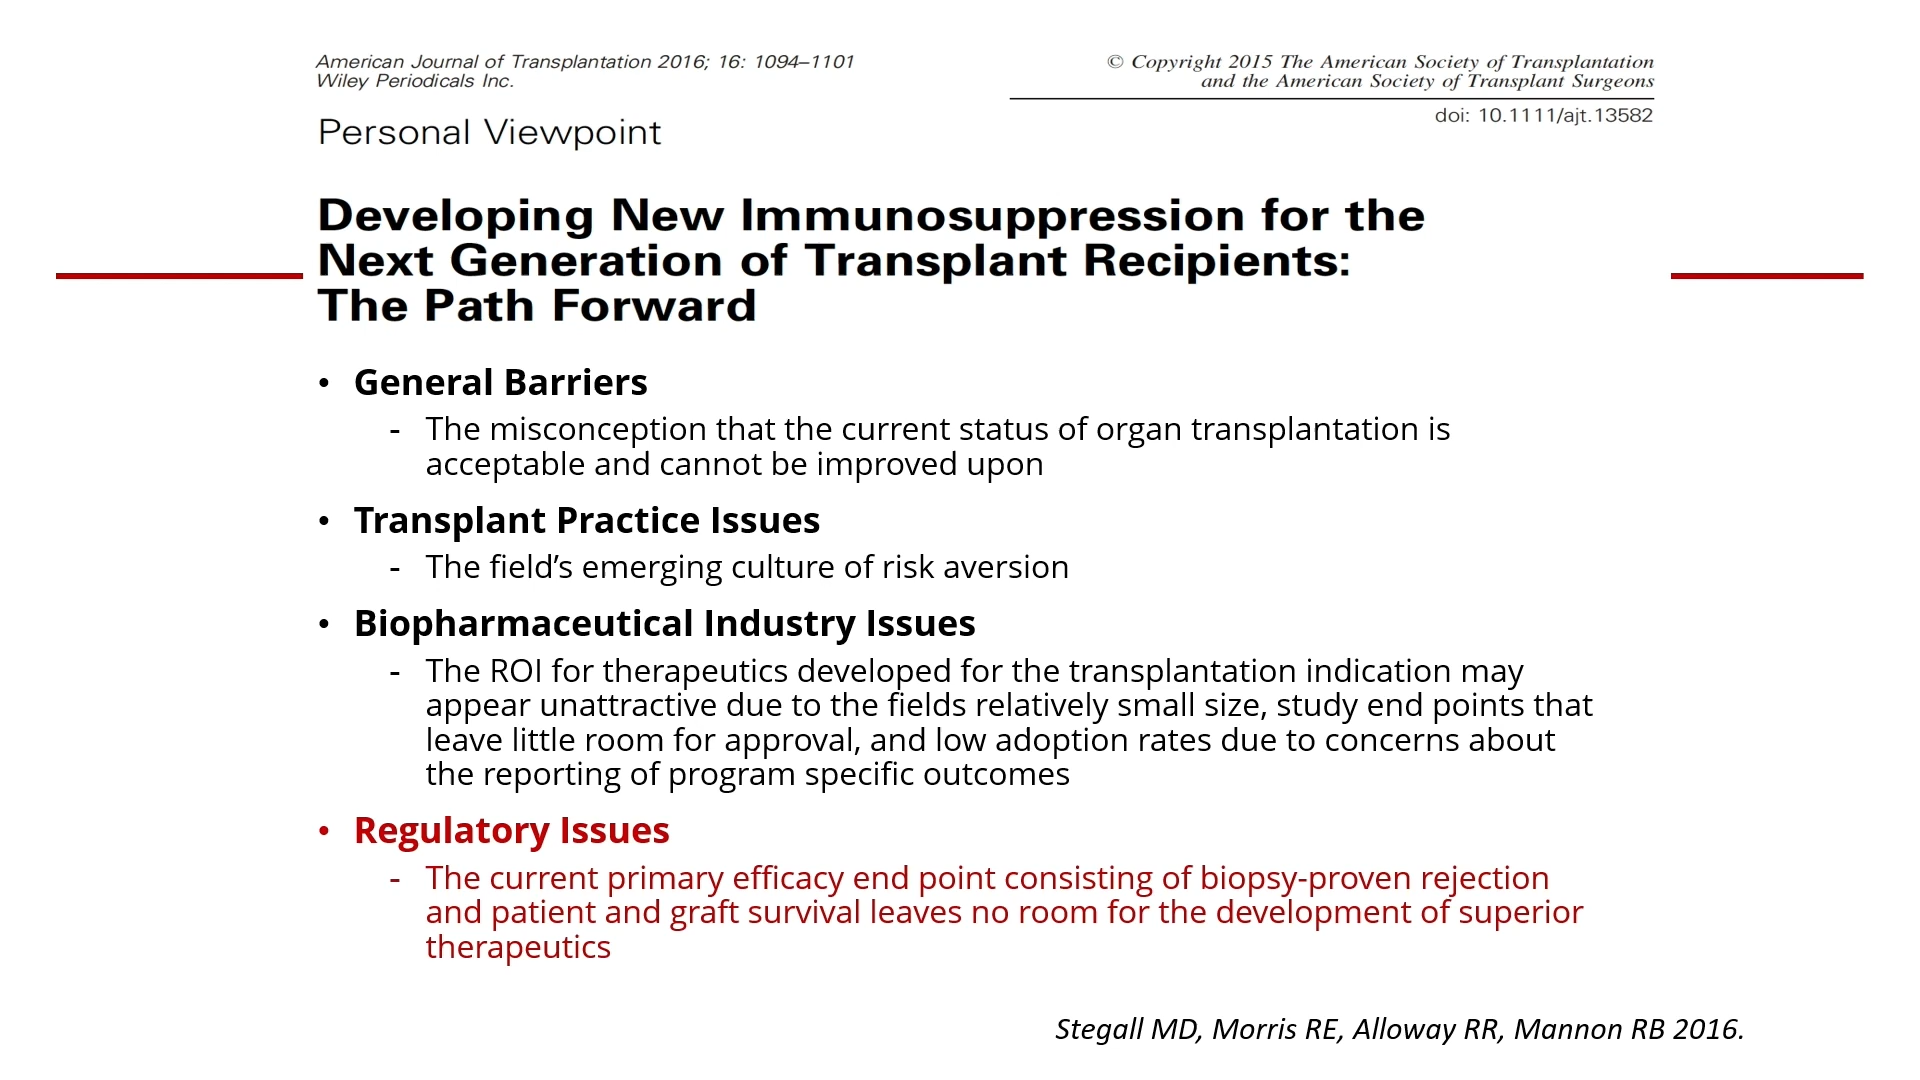 American Journal of Transplantation 2016; 16: 1094–1101
Wiley Periodicals Inc.
© Copyright 2015 The American Society of Transplantation
and the American Society of Transplant Surgeons
doi: 10.1111/ajt.13582
Personal Viewpoint
Developing New Immunosuppression for the
Next Generation of Transplant Recipients:
The Path Forward
• General Barriers
- The misconception that the current status of organ transplantation is
acceptable and cannot be improved upon
• Transplant Practice Issues
- The field’s emerging culture of risk aversion
• Biopharmaceutical Industry Issues
- The ROI for therapeutics developed for the transplantation indication may
appear unattractive due to the fields relatively small size, study end points that
leave little room for approval, and low adoption rates due to concerns about
the reporting of program specific outcomes
• Regulatory Issues
- The current primary efficacy end point consisting of biopsy-proven rejection
and patient and graft survival leaves no room for the development of superior
therapeutics
Stegall MD, Morris RE, Alloway RR, Mannon RB 2016.